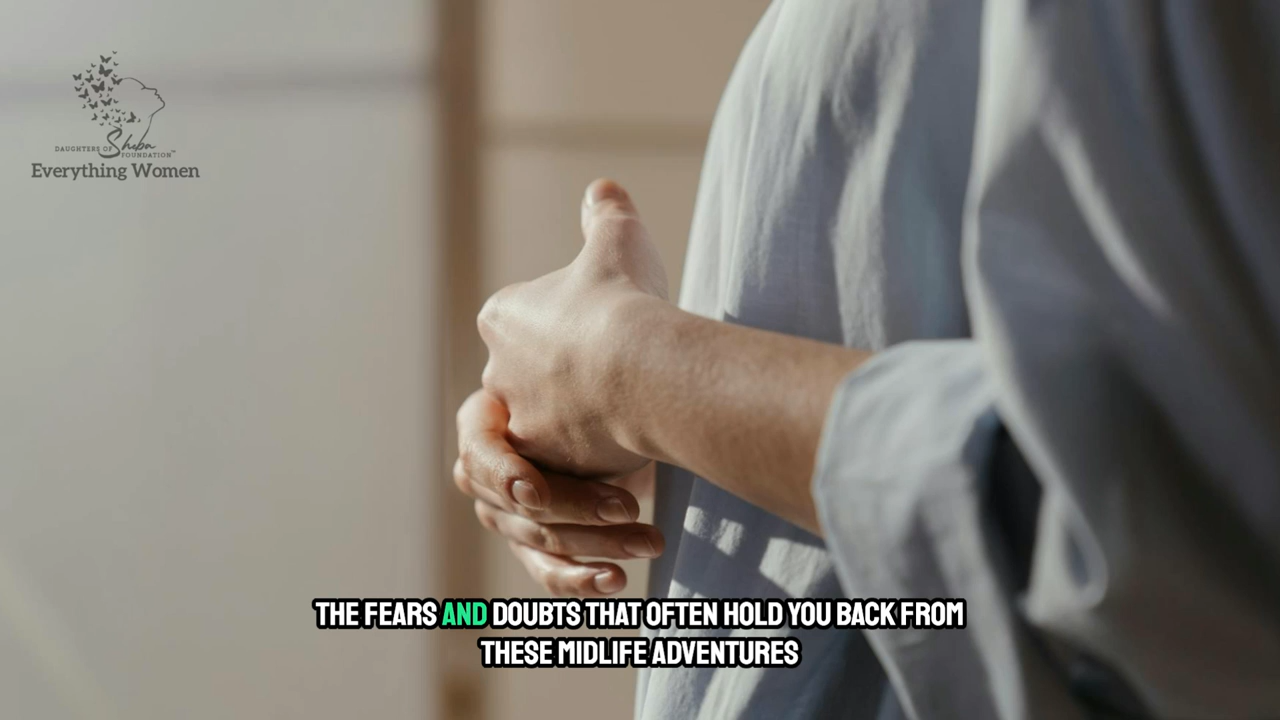 DAUGHTERS OF Sheba FOUNDATION™
Everything Women
THE FEARS AND DOUBTS THAT OFTEN HOLD YOU BACK FROM
THESE MIDLIFE ADVENTURES